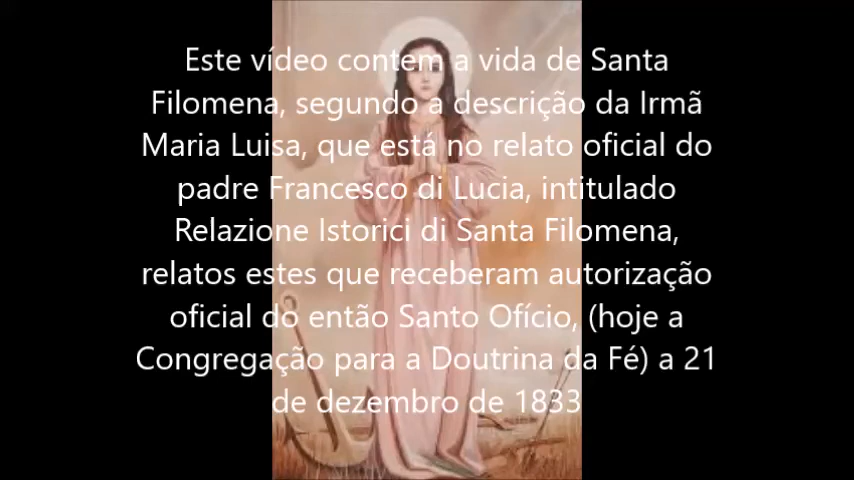 Este vídeo contem a vida de Santa
Filomena, segundo a descrição da Irmã
Maria Luisa, que está no relato oficial do
padre Francesco di Lucia, intitulado
Relazione Istorici di Santa Filomena,
relatos estes que receberam autorização
oficial do então Santo Ofício, (hoje a
Congregação para a Doutrina da Fé) a 21
de dezembro de 1833